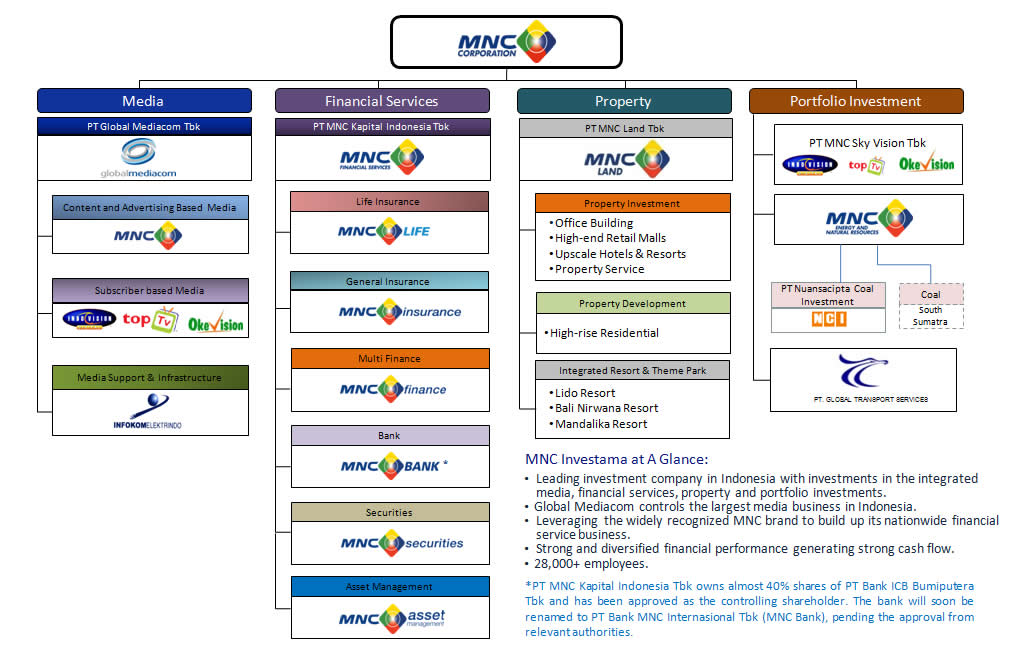 MNC
CORPORATION
Media
PT Global Mediacom Tbk
globalmediacom
Content and Advertising Based Media
MNC
Subscriber based Media
INDOVISION top Tv OkeVision
Media Support & Infrastructure
INFOKOMELEKTRINDO
Financial Services
PT MNC Kapital Indonesia Tbk
MNC
FINANCIAL SERVICES
Life Insurance
MNC LIFE
General Insurance
MNC insurance
Multi Finance
MNC finance
Bank
MNC BANK *
Securities
MNC securities
Asset Management
MNC asset
management
Property
PT MNC Land Tbk
MNC
LAND
Property Investment
• Office Building
• High-end Retail Malls
• Upscale Hotels & Resorts
• Property Service
Property Development
• High-rise Residential
Integrated Resort & Theme Park
• Lido Resort
• Bali Nirwana Resort
• Mandalika Resort
Portfolio Investment
PT MNC Sky Vision Tbk
INDOVISION top Tv OkeVision
MNC
ENERGY AND
NATURAL RESOURCES
PT Nuansacipta Coal
Investment
NCI
Coal
South
Sumatra
PT. GLOBAL TRANSPORT SERVICES
MNC Investama at A Glance:
• Leading investment company in Indonesia with investments in the integrated
media, financial services, property and portfolio investments.
• Global Mediacom controls the largest media business in Indonesia.
• Leveraging the widely recognized MNC brand to build up its nationwide financial
service business.
• Strong and diversified financial performance generating strong cash flow.
• 28,000+ employees.
*PT MNC Kapital Indonesia Tbk owns almost 40% shares of PT Bank ICB Bumiputera
Tbk and has been approved as the controlling shareholder. The bank will soon be
renamed to PT Bank MNC Internasional Tbk (MNC Bank), pending the approval from
relevant authorities.